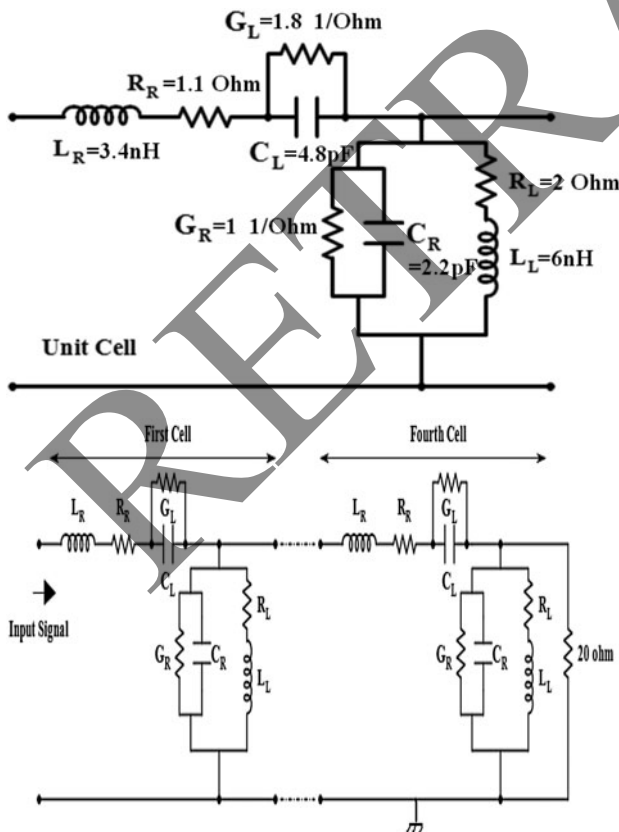 G_L=1.8 1/Ohm
R_R=1.1 Ohm
L_R=3.4nH
C_L=4.8pF
R_L=2 Ohm
G_R=1 1/Ohm
C_R
=2.2pF
L_L=6nH
Unit Cell
RETRA
First Cell
Fourth Cell
L_R
R_R
G_L
C_L
L_R
R_R
G_L
C_L
Input Signal
G_R
C_R
R_L
L_L
G_R
C_R
R_L
L_L
20 ohm